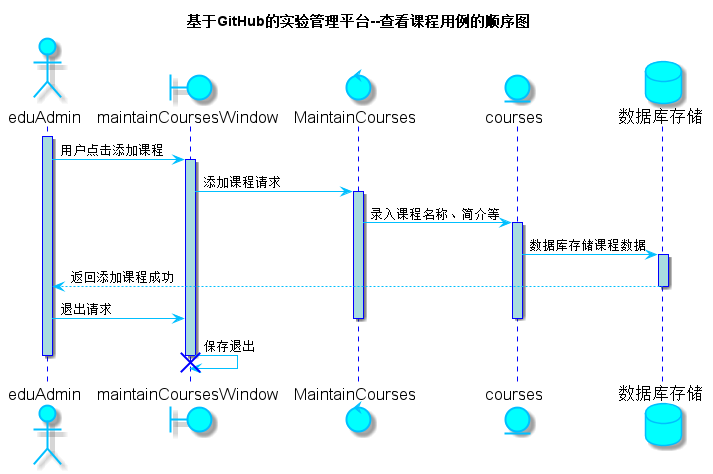 基于GitHub的实验管理平台--查看课程用例的顺序图
eduAdmin
maintainCoursesWindow
MaintainCourses
courses
数据库存储
用户点击添加课程
添加课程请求
录入课程名称、简介等
数据库存储课程数据
返回添加课程成功
退出请求
保存退出
eduAdmin
maintainCoursesWindow
MaintainCourses
courses
数据库存储